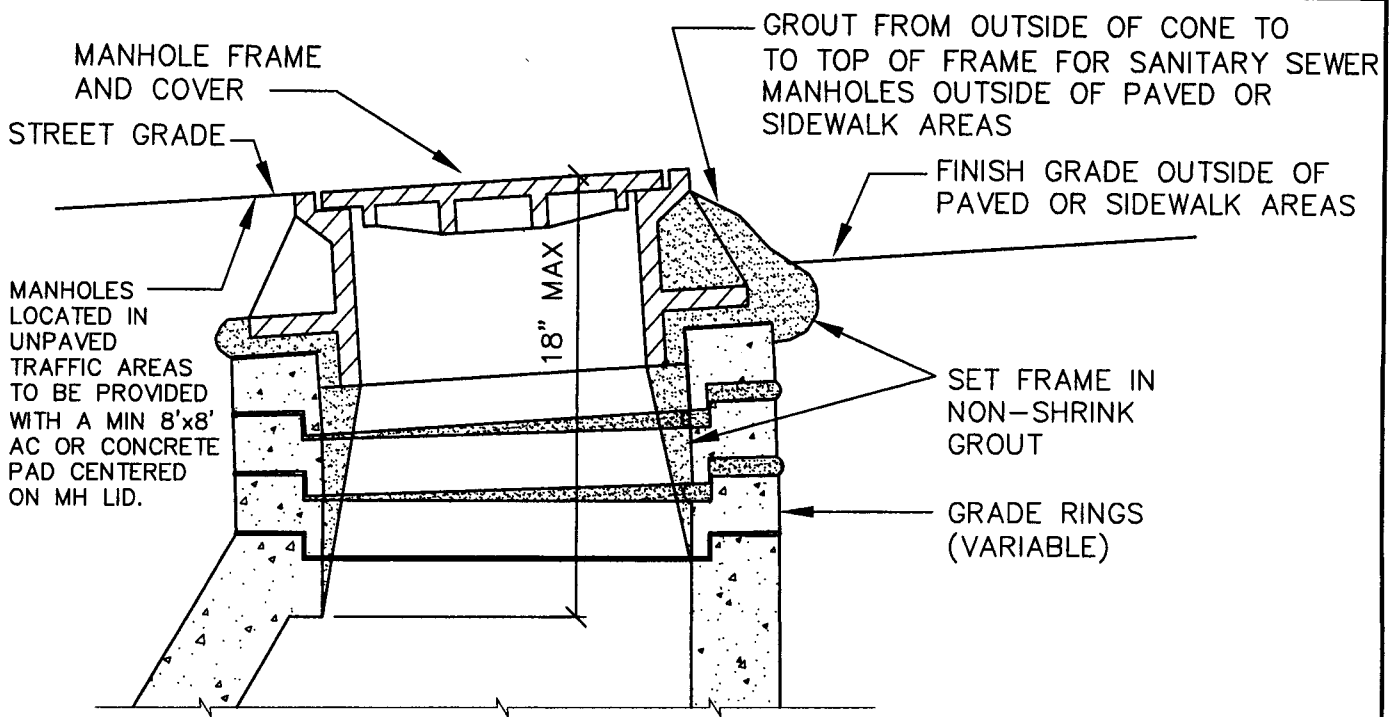 MANHOLE FRAME
AND COVER
STREET GRADE
MANHOLES
LOCATED IN
UNPAVED
TRAFFIC AREAS
TO BE PROVIDED
WITH A MIN 8'x8'
AC OR CONCRETE
PAD CENTERED
ON MH LID.
18" MAX
GROUT FROM OUTSIDE OF CONE TO
TO TOP OF FRAME FOR SANITARY SEWER
MANHOLES OUTSIDE OF PAVED OR
SIDEWALK AREAS
FINISH GRADE OUTSIDE OF
PAVED OR SIDEWALK AREAS
SET FRAME IN
NON-SHRINK
GROUT
GRADE RINGS
(VARIABLE)